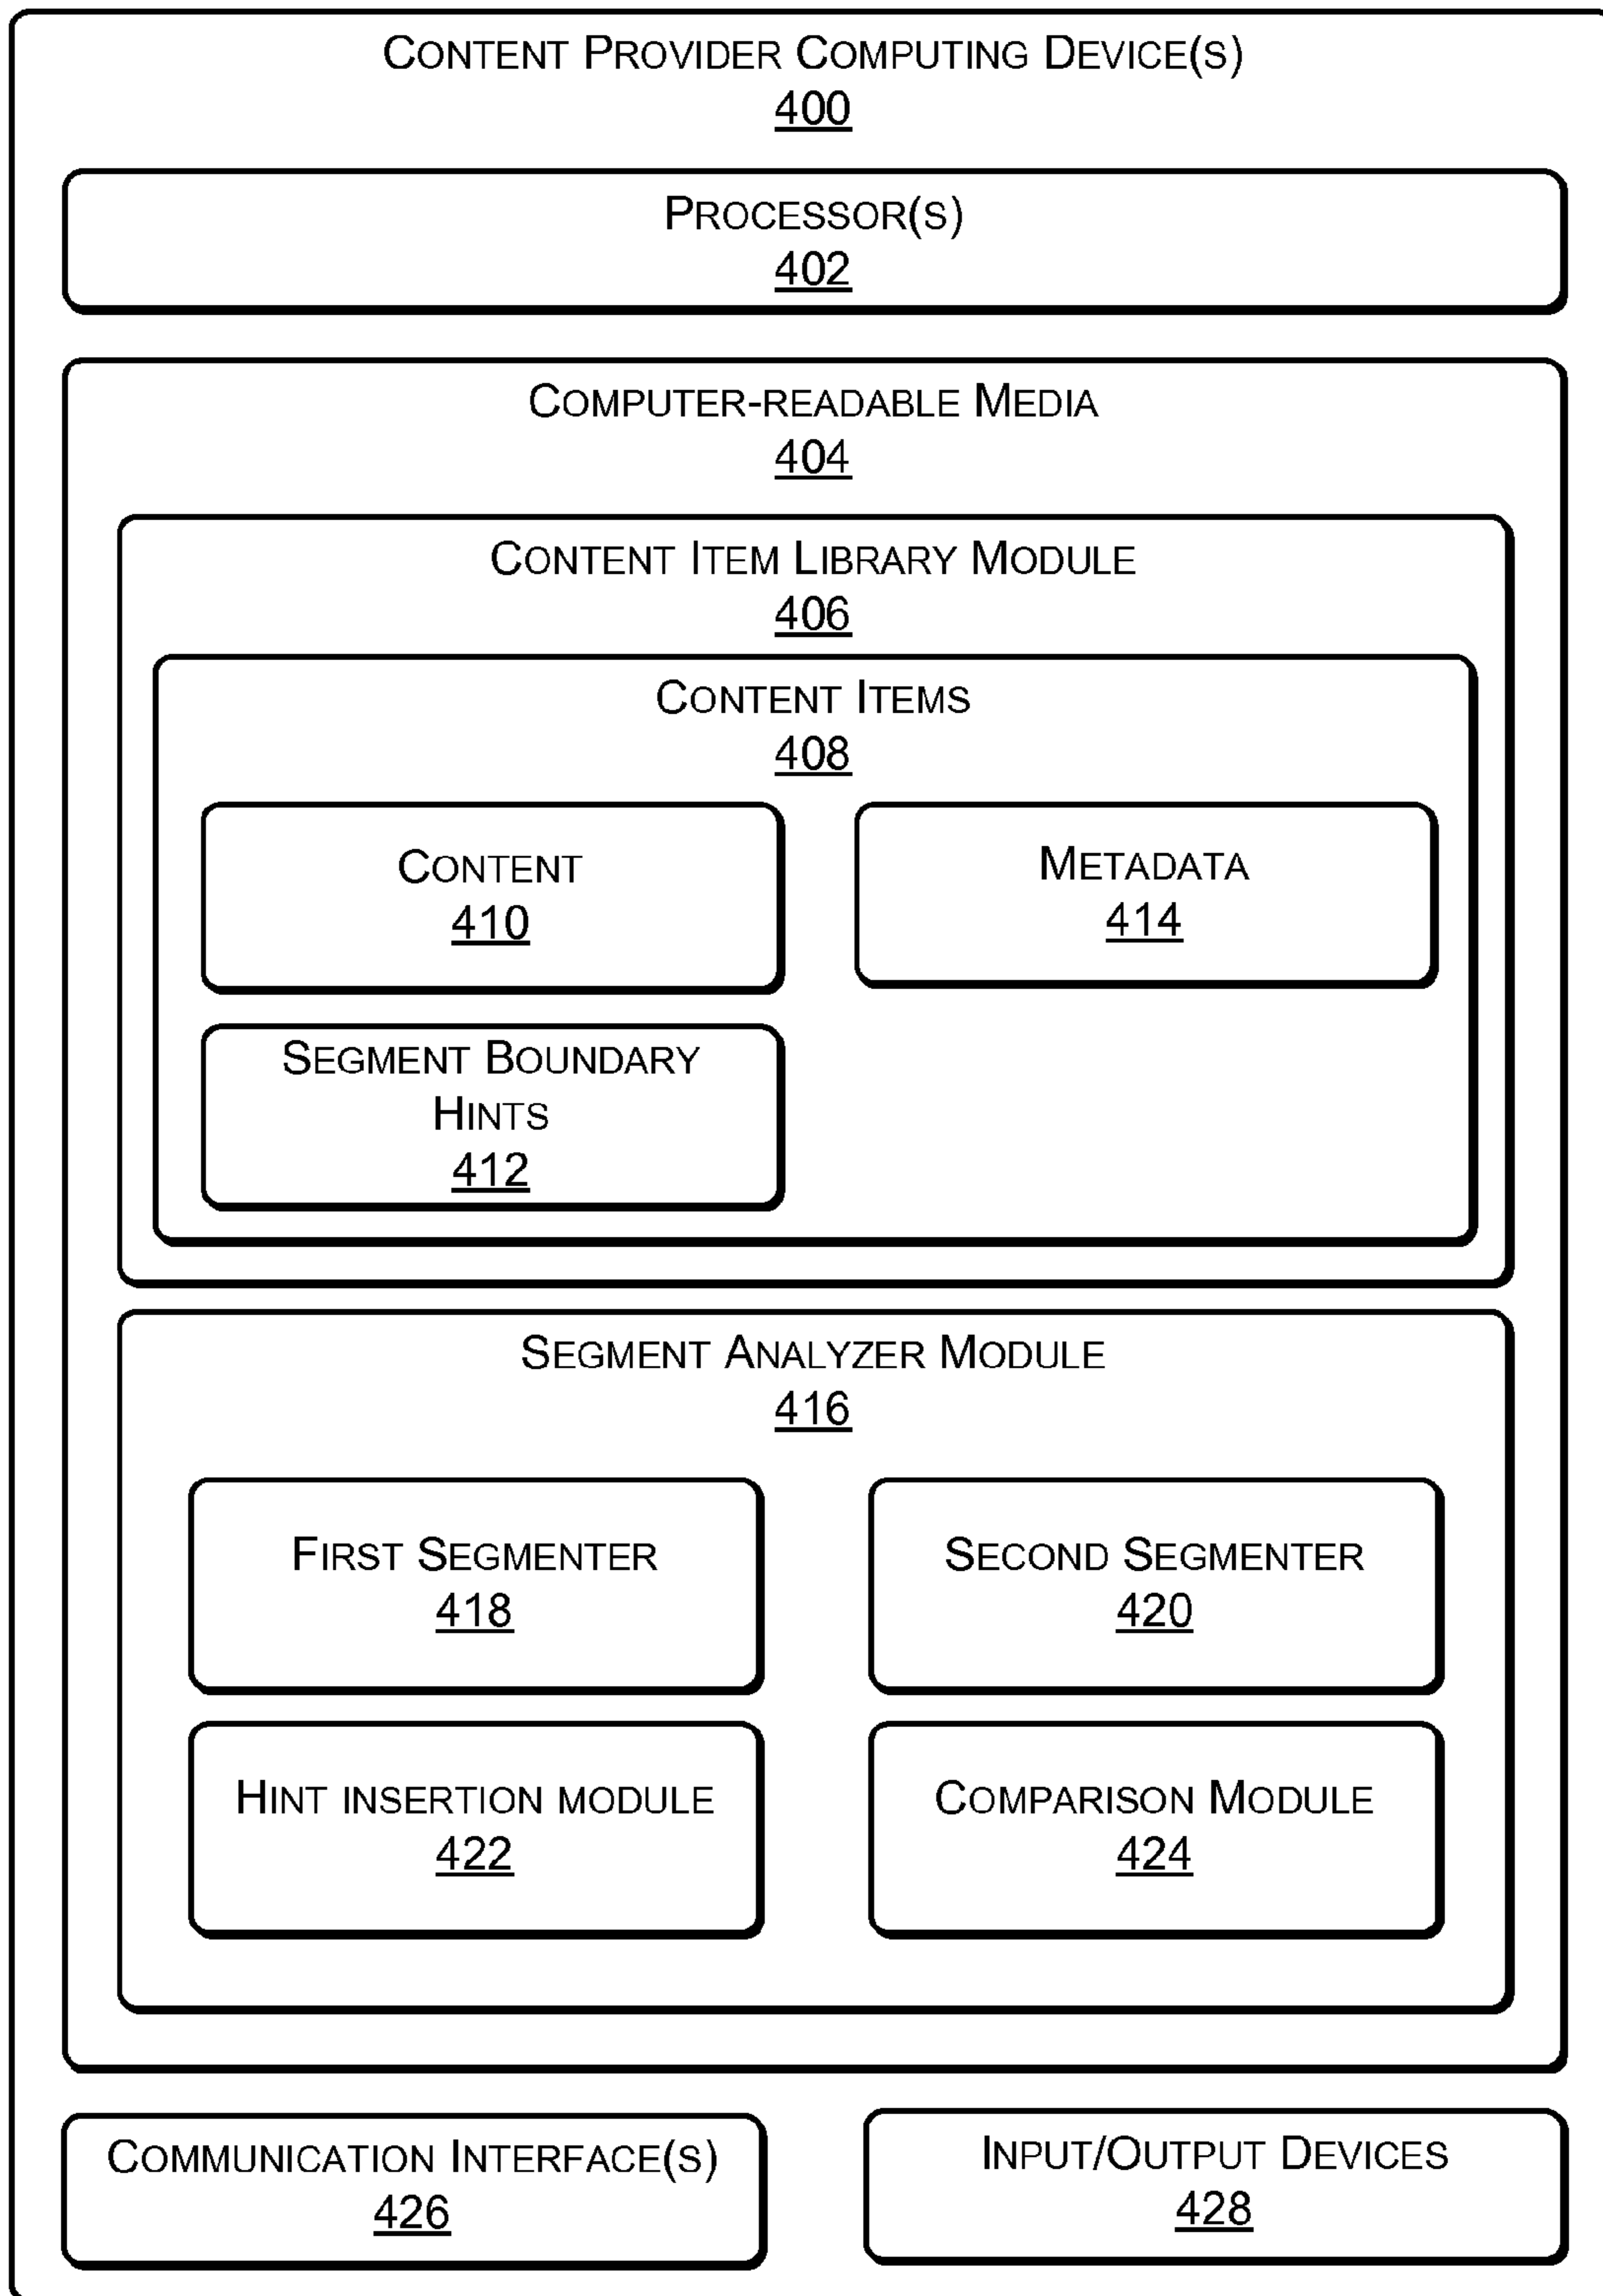 CONTENT PROVIDER COMPUTING DEVICE(S)
400
PROCESSOR(S)
402
COMPUTER-READABLE MEDIA
404
CONTENT ITEM LIBRARY MODULE
406
CONTENT ITEMS
408
CONTENT
410
METADATA
414
SEGMENT BOUNDARY
HINTS
412
SEGMENT ANALYZER MODULE
416
FIRST SEGMENTER
418
SECOND SEGMENTER
420
HINT INSERTION MODULE
422
COMPARISON MODULE
424
COMMUNICATION INTERFACE(S)
426
INPUT/OUTPUT DEVICES
428